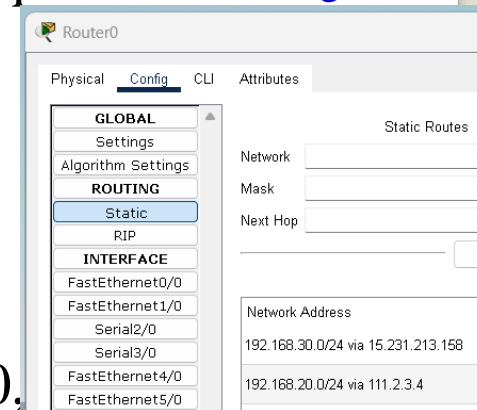 Router0
Physical Config CLI Attributes
GLOBAL
Settings
Algorithm Settings
ROUTING
Static
RIP
INTERFACE
FastEthernet0/0
FastEthernet1/0
Serial2/0
Serial3/0
FastEthernet4/0
FastEthernet5/0
Static Routes
Network
Mask
Next Hop
Network Address
192.168.30.0/24 via 15.231.213.158
192.168.20.0/24 via 111.2.3.4